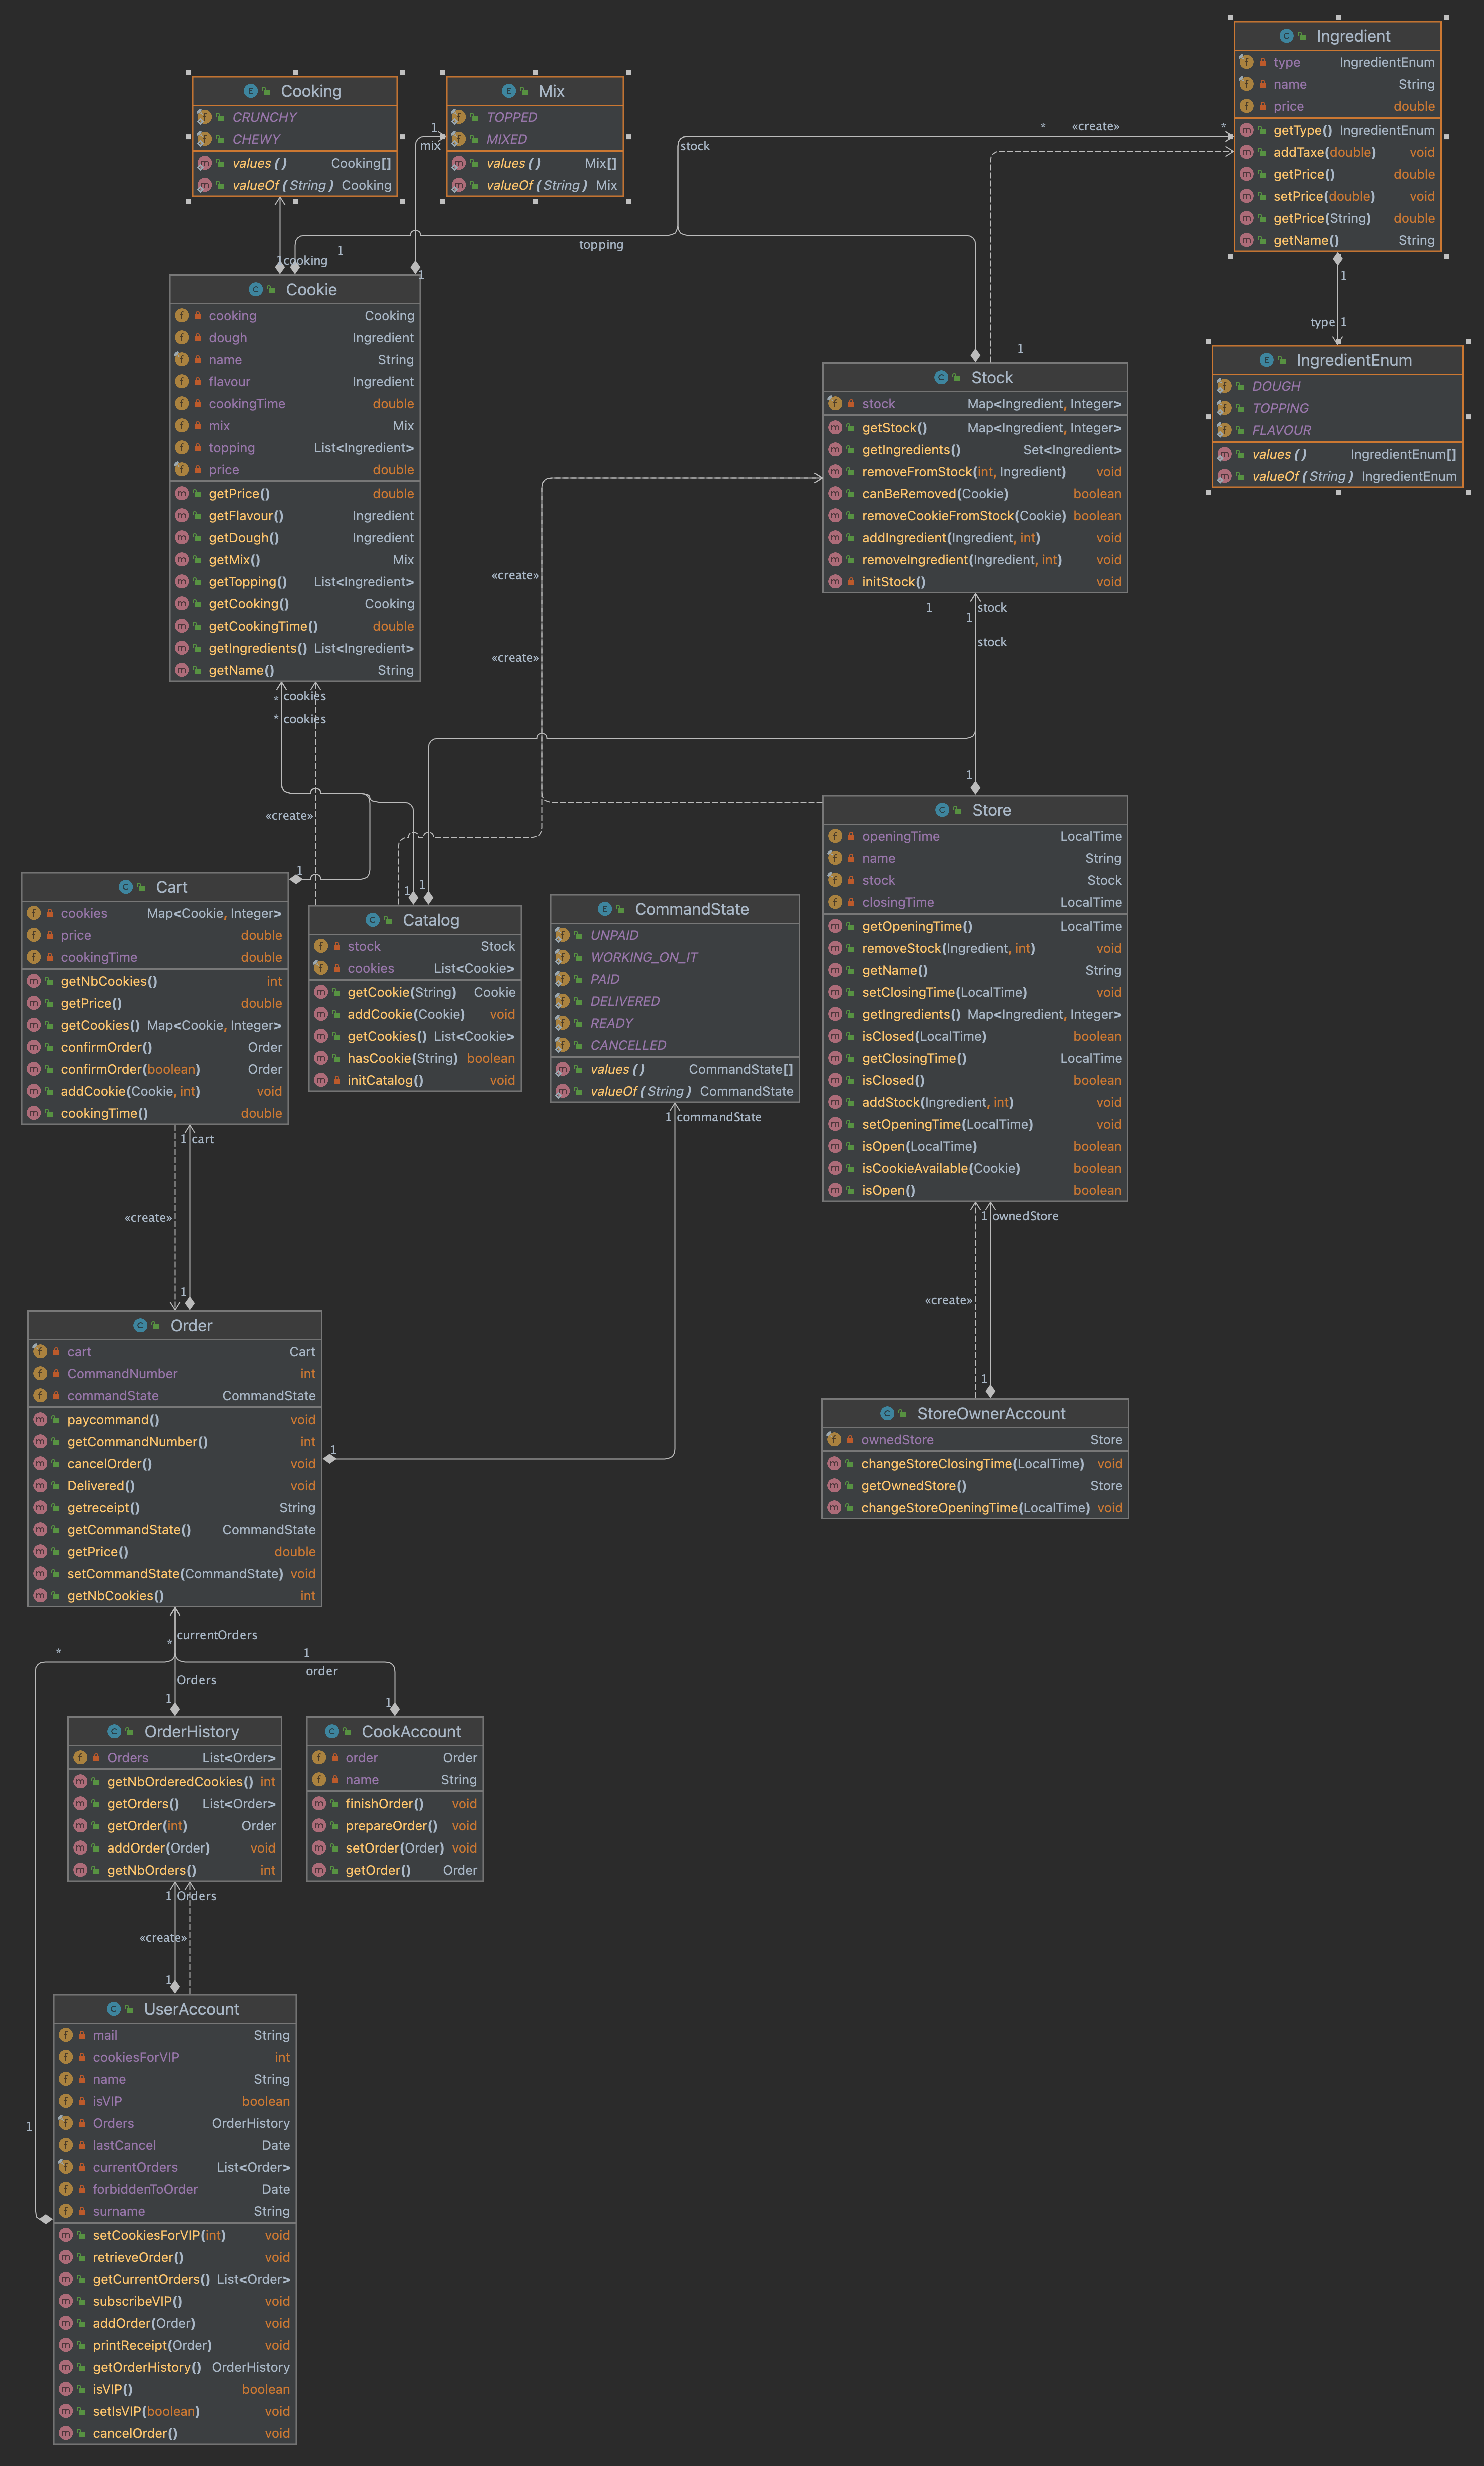 Ingredient
type IngredientEnum
name String
price double
getType() IngredientEnum
addTaxe(double) void
getPrice() double
setPrice(double) void
getPrice(String) double
getName() String
Cooking
CRUNCHY
CHEWY
values() Cooking[]
valueOf(String) Cooking
Mix
TOPPED
MIXED
values() Mix[]
valueOf(String) Mix
1
mix
stock
*
«create»
*
topping
1
1
cooking
1
1
type 1
IngredientEnum
DOUGH
TOPPING
FLAVOUR
values() IngredientEnum[]
valueOf(String) IngredientEnum
Cookie
cooking Cooking
dough Ingredient
name String
flavour Ingredient
cookingTime double
mix Mix
topping List<Ingredient>
price double
getPrice() double
getFlavour() Ingredient
getDough() Ingredient
getMix() Mix
getTopping() List<Ingredient>
getCooking() Cooking
getCookingTime() double
getIngredients() List<Ingredient>
getName() String
1
Stock
stock Map<Ingredient, Integer>
getStock() Map<Ingredient, Integer>
getIngredients() Set<Ingredient>
removeFromStock(int, Ingredient) void
canBeRemoved(Cookie) boolean
removeCookieFromStock(Cookie) boolean
addIngredient(Ingredient, int) void
removeIngredient(Ingredient, int) void
initStock() void
«create»
«create»
1
stock
1
stock
* cookies
* cookies
«create»
1
Store
openingTime LocalTime
name String
stock Stock
closingTime LocalTime
getOpeningTime() LocalTime
removeStock(Ingredient, int) void
getName() String
setClosingTime(LocalTime) void
getIngredients() Map<Ingredient, Integer>
isClosed(LocalTime) boolean
getClosingTime() LocalTime
isClosed() boolean
addStock(Ingredient, int) void
setOpeningTime(LocalTime) void
isOpen(LocalTime) boolean
isCookieAvailable(Cookie) boolean
isOpen() boolean
1
1
1
Cart
cookies Map<Cookie, Integer>
price double
cookingTime double
getNbCookies() int
getPrice() double
getCookies() Map<Cookie, Integer>
confirmOrder() Order
confirmOrder(boolean) Order
addCookie(Cookie, int) void
cookingTime() double
Catalog
stock Stock
cookies List<Cookie>
getCookie(String) Cookie
addCookie(Cookie) void
getCookies() List<Cookie>
hasCookie(String) boolean
initCatalog() void
CommandState
UNPAID
WORKING_ON_IT
PAID
DELIVERED
READY
CANCELLED
values() CommandState[]
valueOf(String) CommandState
1 commandState
1 cart
«create»
1
1 ownedStore
«create»
1
Order
cart Cart
CommandNumber int
commandState CommandState
paycommand() void
getCommandNumber() int
cancelOrder() void
Delivered() void
getreceipt() String
getCommandState() CommandState
getPrice() double
setCommandState(CommandState) void
getNbCookies() int
1
StoreOwnerAccount
ownedStore Store
changeStoreClosingTime(LocalTime) void
getOwnedStore() Store
changeStoreOpeningTime(LocalTime) void
currentOrders
*
*
1
order
Orders
1
1
OrderHistory
Orders List<Order>
getNbOrderedCookies() int
getOrders() List<Order>
getOrder(int) Order
addOrder(Order) void
getNbOrders() int
CookAccount
order Order
name String
finishOrder() void
prepareOrder() void
setOrder(Order) void
getOrder() Order
1 Orders
«create»
1
UserAccount
mail String
cookiesForVIP int
name String
isVIP boolean
Orders OrderHistory
lastCancel Date
currentOrders List<Order>
forbiddenToOrder Date
surname String
setCookiesForVIP(int) void
retrieveOrder() void
getCurrentOrders() List<Order>
subscribeVIP() void
addOrder(Order) void
printReceipt(Order) void
getOrderHistory() OrderHistory
isVIP() boolean
setIsVIP(boolean) void
cancelOrder() void
1